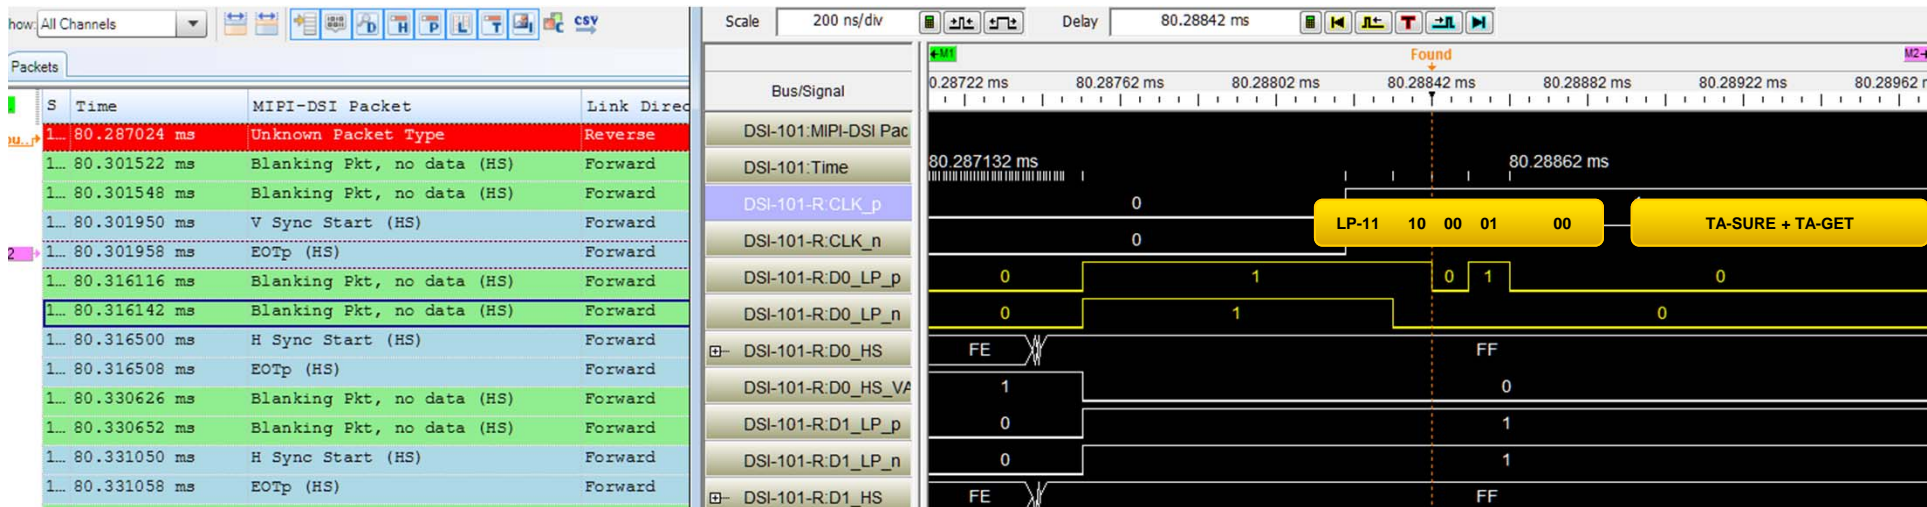 how: All Channels
CSV
Packets
S Time MIPI-DSI Packet Link Direc
1... 80.287024 ms Unknown Packet Type Reverse
1... 80.301522 ms Blanking Pkt, no data (HS) Forward
1... 80.301548 ms Blanking Pkt, no data (HS) Forward
1... 80.301950 ms V Sync Start (HS) Forward
2 1... 80.301958 ms EOTp (HS) Forward
1... 80.316116 ms Blanking Pkt, no data (HS) Forward
1... 80.316142 ms Blanking Pkt, no data (HS) Forward
1... 80.316500 ms H Sync Start (HS) Forward
1... 80.316508 ms EOTp (HS) Forward
1... 80.330626 ms Blanking Pkt, no data (HS) Forward
1... 80.330652 ms Blanking Pkt, no data (HS) Forward
1... 80.331050 ms H Sync Start (HS) Forward
1... 80.331058 ms EOTp (HS) Forward
Scale 200 ns/div Delay 80.28842 ms T
M1 Found M2
Bus/Signal 0.28722 ms 80.28762 ms 80.28802 ms 80.28842 ms 80.28882 ms 80.28922 ms 80.28962 m
DSI-101:MIPI-DSI Pac
DSI-101:Time 80.287132 ms 80.28862 ms
DSI-101-R:CLK_p 0
LP-11 10 00 01 00 TA-SURE + TA-GET
DSI-101-R:CLK_n 0
DSI-101-R:D0_LP_p 0 1 0 1 0
DSI-101-R:D0_LP_n 0 1 0
DSI-101-R:D0_HS FE FF
DSI-101-R:D0_HS_VA 1 0
DSI-101-R:D1_LP_p 0 1
DSI-101-R:D1_LP_n 0 1
DSI-101-R:D1_HS FE FF